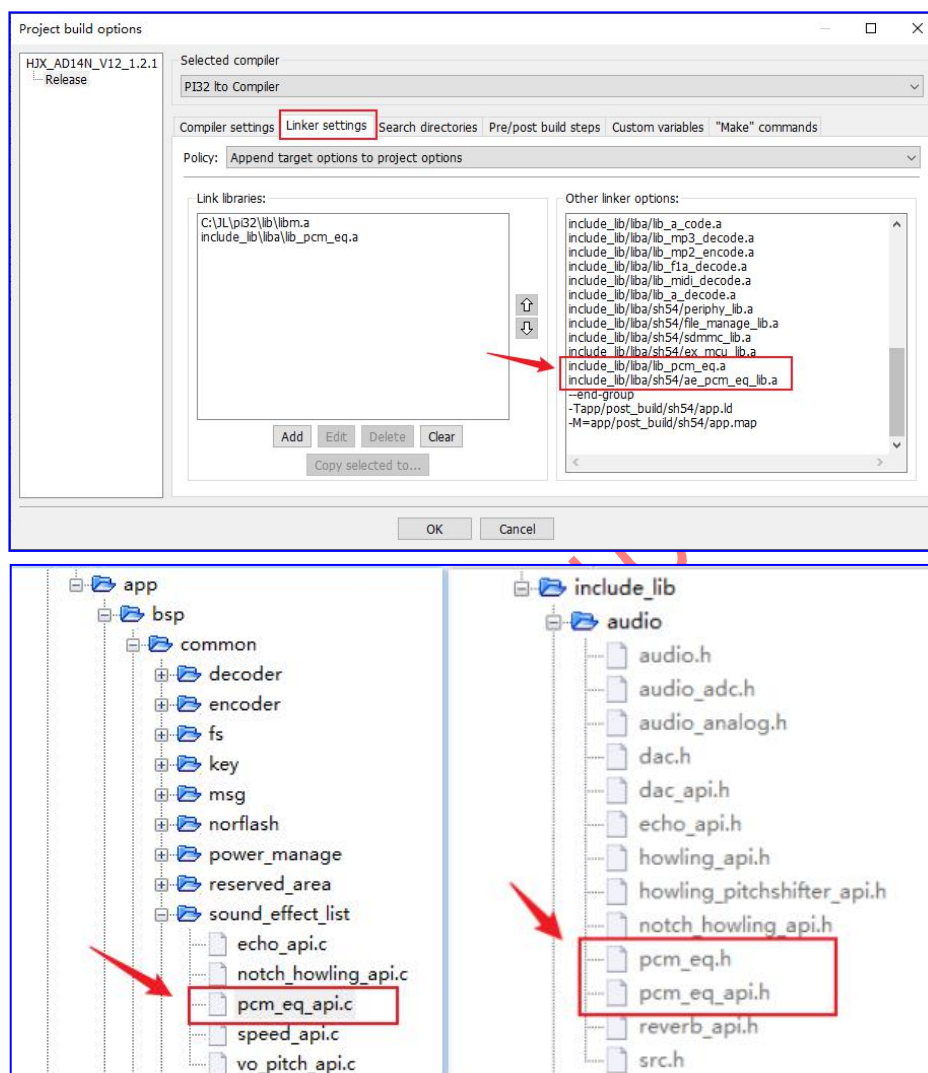 Project build options
HJX_AD14N_V12_1.2.1
Release
Selected compiler
PI32 lto Compiler
Compiler settings
Linker settings
Search directories
Pre/post build steps
Custom variables
"Make" commands
Policy:
Append target options to project options
Link libraries:
C:\JL\pi32\lib\libm.a
include_lib\liba\lib_pcm_eq.a
Add
Edit
Delete
Clear
Copy selected to...
Other linker options:
include_lib/liba/lib_a_code.a
include_lib/liba/lib_mp3_decode.a
include_lib/liba/lib_mp2_encode.a
include_lib/liba/lib_f1a_decode.a
include_lib/liba/lib_midi_decode.a
include_lib/liba/lib_a_decode.a
include_lib/liba/sh54/periphy_lib.a
include_lib/liba/sh54/file_manage_lib.a
include_lib/liba/sh54/sdmmc_lib.a
include_lib/liba/sh54/ex_mcu_lib.a
include_lib/liba/lib_pcm_eq.a
include_lib/liba/sh54/ae_pcm_eq_lib.a
--end-group
-Tapp/post_build/sh54/app.ld
-M=app/post_build/sh54/app.map
OK
Cancel
app
bsp
common
decoder
encoder
fs
key
msg
norflash
power_manage
reserved_area
sound_effect_list
echo_api.c
notch_howling_api.c
pcm_eq_api.c
speed_api.c
vo_pitch_api.c
include_lib
audio
audio.h
audio_adc.h
audio_analog.h
dac.h
dac_api.h
echo_api.h
howling_api.h
howling_pitchshifter_api.h
notch_howling_api.h
pcm_eq.h
pcm_eq_api.h
reverb_api.h
src.h